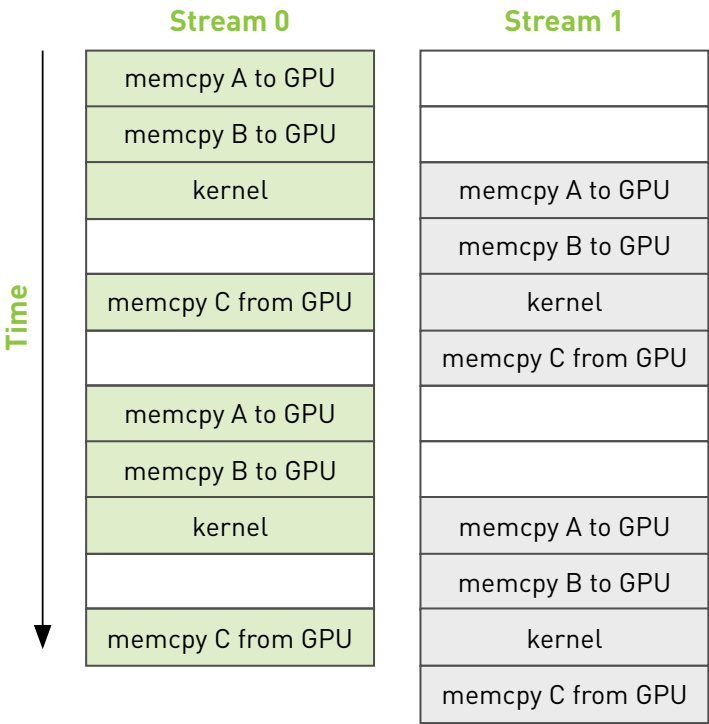 Stream 0
Stream 1
Time
memcpy A to GPU
memcpy B to GPU
kernel
memcpy C from GPU
memcpy A to GPU
memcpy B to GPU
kernel
memcpy C from GPU
memcpy A to GPU
memcpy B to GPU
kernel
memcpy C from GPU
memcpy A to GPU
memcpy B to GPU
kernel
memcpy C from GPU